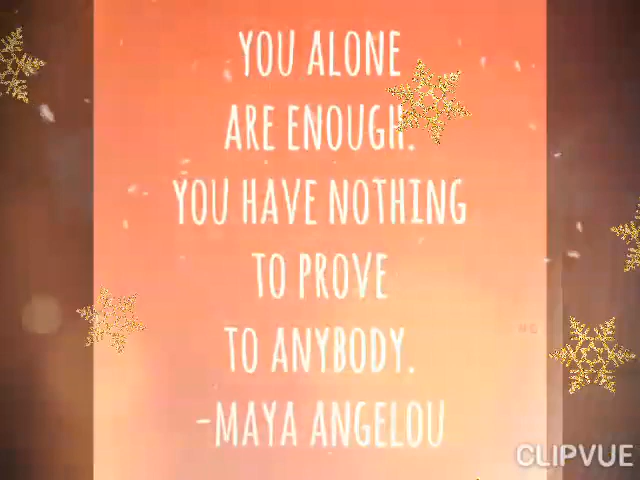 YOU ALONE
ARE ENOUGH.
YOU HAVE NOTHING
TO PROVE
TO ANYBODY.
-MAYA ANGELOU
CLIPVUE